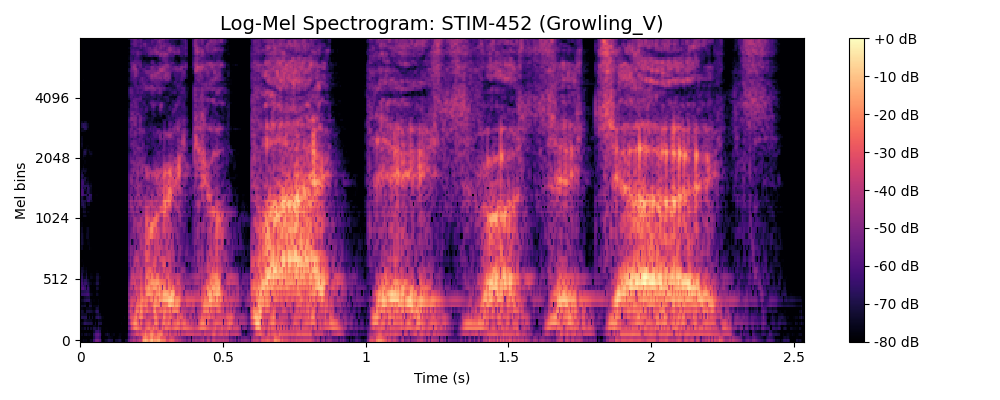 Log-Mel Spectrogram: STIM-452 (Growling_V)
Mel bins
4096
2048
1024
512
0
0
0.5
1
1.5
2
2.5
Time (s)
+0 dB
-10 dB
-20 dB
-30 dB
-40 dB
-50 dB
-60 dB
-70 dB
-80 dB